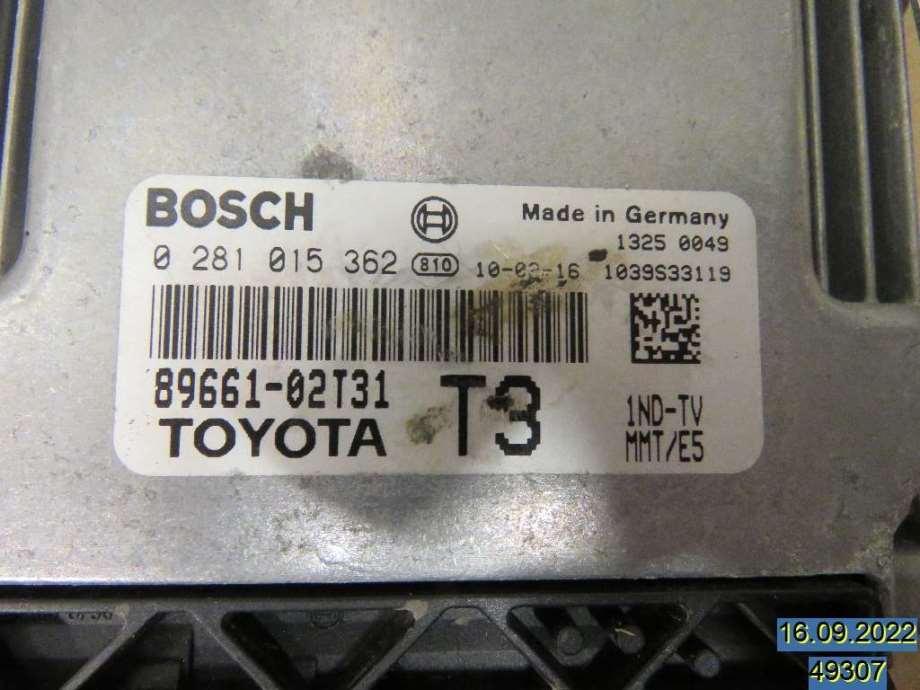 BOSCH
Made in Germany
1325 0049
0 281 015 362 810 10-02-16 1039S33119
89661-02T31 T3 1ND-TV
TOYOTA MMT/E5
16.09.2022
49307